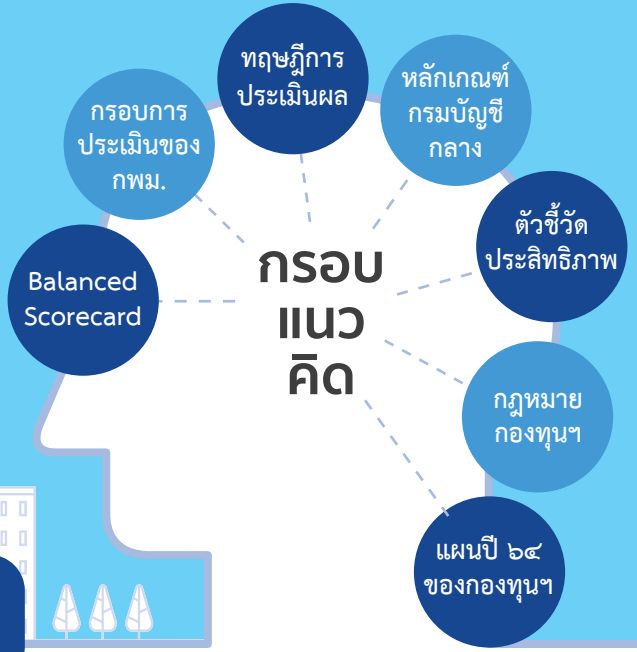 ทฤษฎีการ
ประเมินผล
หลักเกณฑ์
กรมบัญชี
กลาง
กรอบการ
ประเมินของ
กพม.
ตัวชี้วัด
ประสิทธิภาพ
Balanced
Scorecard
กรอบ
แนว
คิด
กฎหมาย
กองทุนฯ
แผนปี ๖๔
ของกองทุนฯ